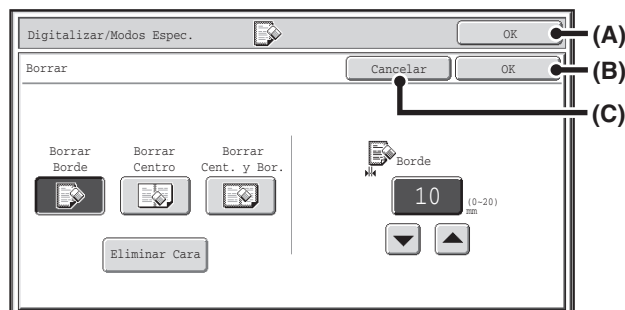 Digitalizar/Modos Espec.
OK
(A)
Borrar
Cancelar
OK
(B)
(C)
Borrar
Borde
Borrar
Centro
Borrar
Cent. y Bor.
Eliminar Cara
Borde
10
(0~20)
mm